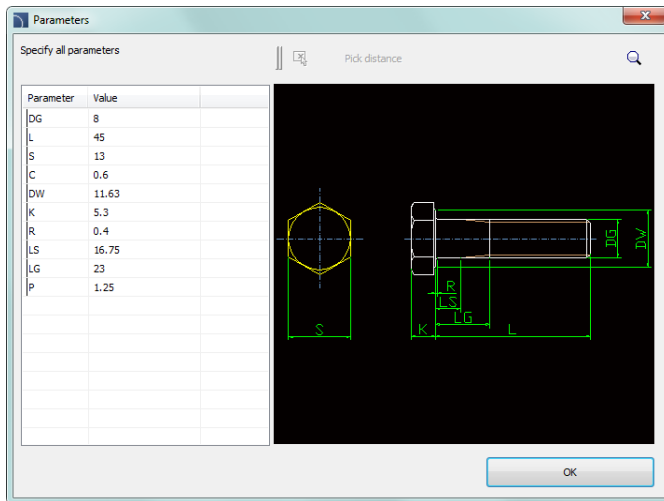 Parameters
Specify all parameters
Pick distance
Parameter Value
DG 8
L 45
S 13
C 0.6
DW 11.63
K 5.3
R 0.4
LS 16.75
LG 23
P 1.25
DG
DW
R
LS
LG
S
K
L
OK